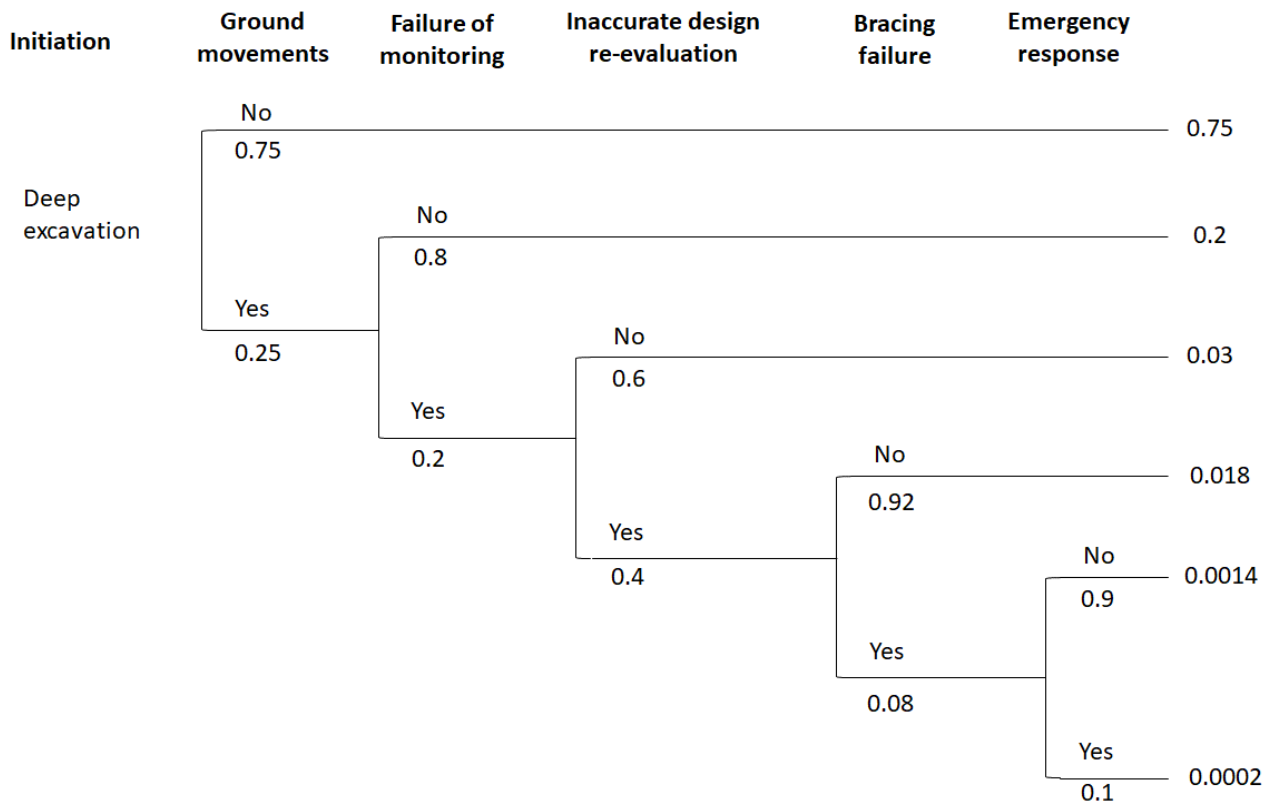 Initiation
Ground
movements
Failure of
monitoring
Inaccurate design
re-evaluation
Bracing
failure
Emergency
response
No
0.75
0.75
Deep
excavation
No
0.8
0.2
Yes
0.25
No
0.6
0.03
Yes
0.2
No
0.92
0.018
Yes
0.4
No
0.9
0.0014
Yes
0.08
Yes
0.1
0.0002